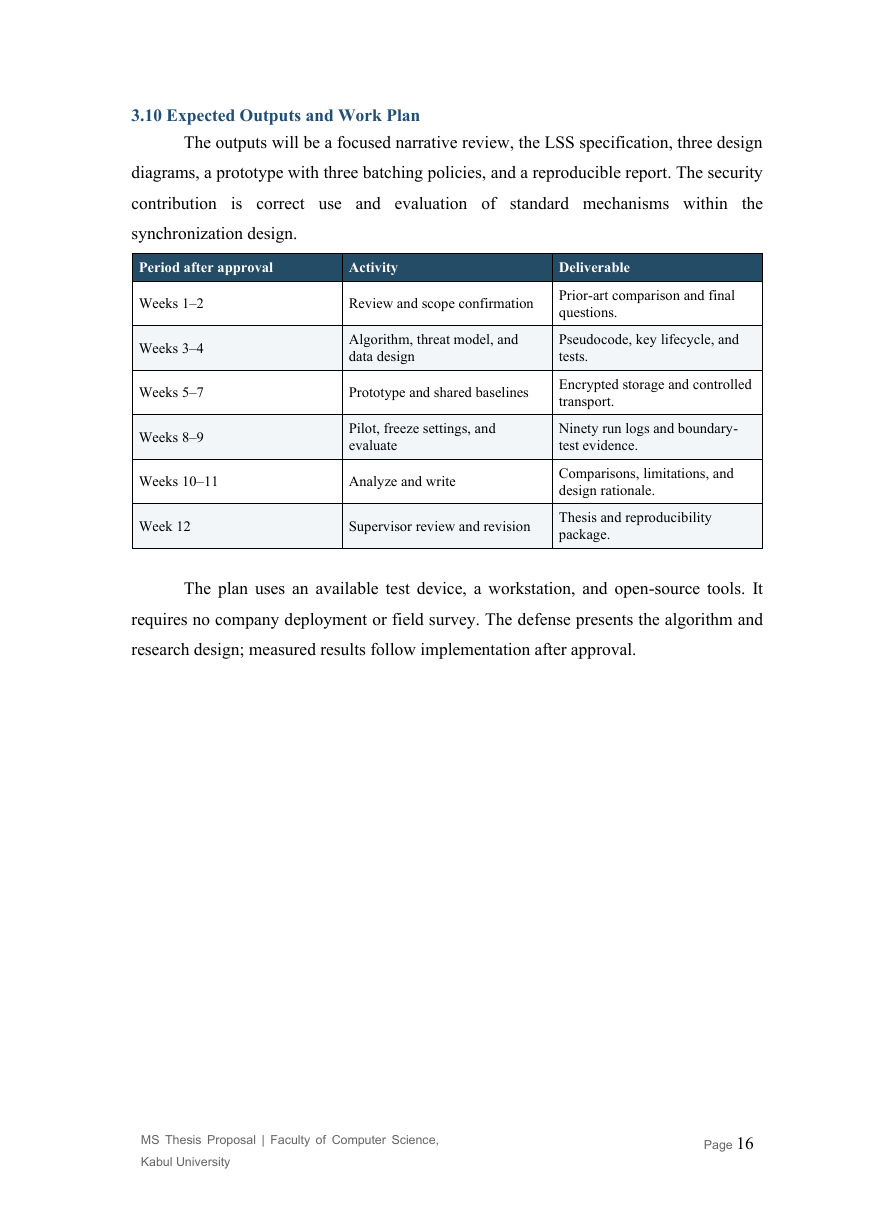 3.10 Expected Outputs and Work Plan
The outputs will be a focused narrative review, the LSS specification, three design
diagrams, a prototype with three batching policies, and a reproducible report. The security
contribution is correct use and evaluation of standard mechanisms within the
synchronization design.
Period after approval Activity Deliverable
Weeks 1–2 Review and scope confirmation Prior-art comparison and final
questions.
Weeks 3–4 Algorithm, threat model, and
data design Pseudocode, key lifecycle, and
tests.
Weeks 5–7 Prototype and shared baselines Encrypted storage and controlled
transport.
Weeks 8–9 Pilot, freeze settings, and
evaluate Ninety run logs and boundary-
test evidence.
Weeks 10–11 Analyze and write Comparisons, limitations, and
design rationale.
Week 12 Supervisor review and revision Thesis and reproducibility
package.
The plan uses an available test device, a workstation, and open-source tools. It
requires no company deployment or field survey. The defense presents the algorithm and
research design; measured results follow implementation after approval.
MS Thesis Proposal | Faculty of Computer Science,
Kabul University
Page 16